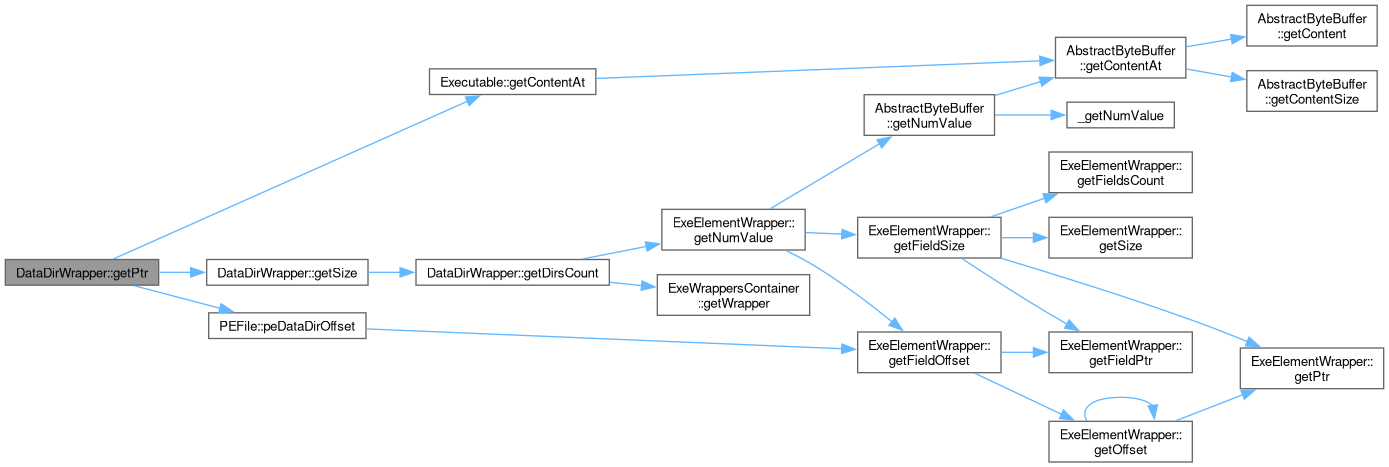 DataDirWrapper::getPtr
Executable::getContentAt
DataDirWrapper::getSize
PEFile::peDataDirOffset
DataDirWrapper::getDirsCount
ExeElementWrapper::
getNumValue
ExeWrappersContainer
::getWrapper
AbstractByteBuffer
::getNumValue
ExeElementWrapper::
getFieldSize
ExeElementWrapper::
getFieldOffset
AbstractByteBuffer
::getContentAt
_getNumValue
ExeElementWrapper::
getFieldsCount
ExeElementWrapper::
getSize
ExeElementWrapper::
getFieldPtr
ExeElementWrapper::
getOffset
AbstractByteBuffer
::getContent
AbstractByteBuffer
::getContentSize
ExeElementWrapper::
getPtr